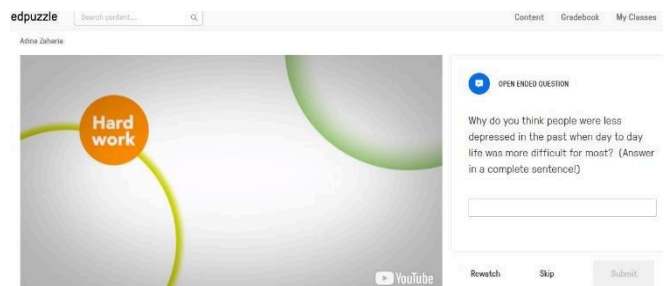 edpuzzle
Search content...
Content
Gradebook
My Classes
Adina Zaharia
Hard
work
YouTube
OPEN ENDED QUESTION
Why do you think people were less
depressed in the past when day to day
life was more difficult for most? (Answer
in a complete sentence!)
Rewatch
Skip
Submit